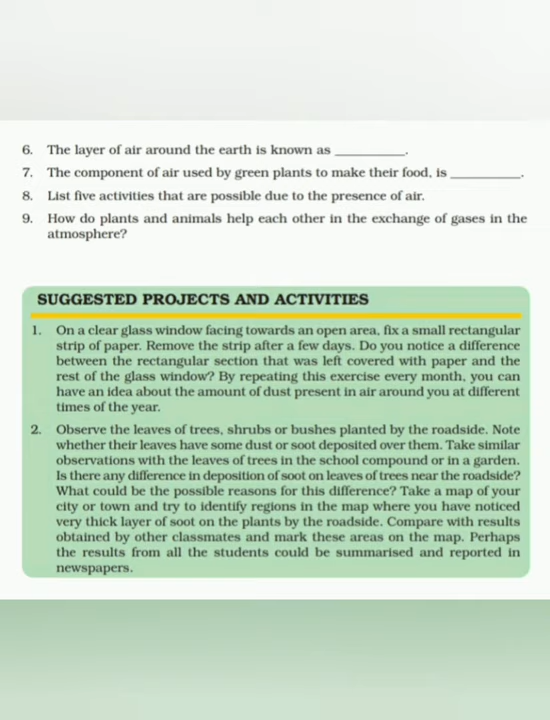 6. The layer of air around the earth is known as __________.
7. The component of air used by green plants to make their food, is __________.
8. List five activities that are possible due to the presence of air.
9. How do plants and animals help each other in the exchange of gases in the
atmosphere?
SUGGESTED PROJECTS AND ACTIVITIES
1. On a clear glass window facing towards an open area, fix a small rectangular
strip of paper. Remove the strip after a few days. Do you notice a difference
between the rectangular section that was left covered with paper and the
rest of the glass window? By repeating this exercise every month, you can
have an idea about the amount of dust present in air around you at different
times of the year.
2. Observe the leaves of trees, shrubs or bushes planted by the roadside. Note
whether their leaves have some dust or soot deposited over them. Take similar
observations with the leaves of trees in the school compound or in a garden.
Is there any difference in deposition of soot on leaves of trees near the roadside?
What could be the possible reasons for this difference? Take a map of your
city or town and try to identify regions in the map where you have noticed
very thick layer of soot on the plants by the roadside. Compare with results
obtained by other classmates and mark these areas on the map. Perhaps
the results from all the students could be summarised and reported in
newspapers.